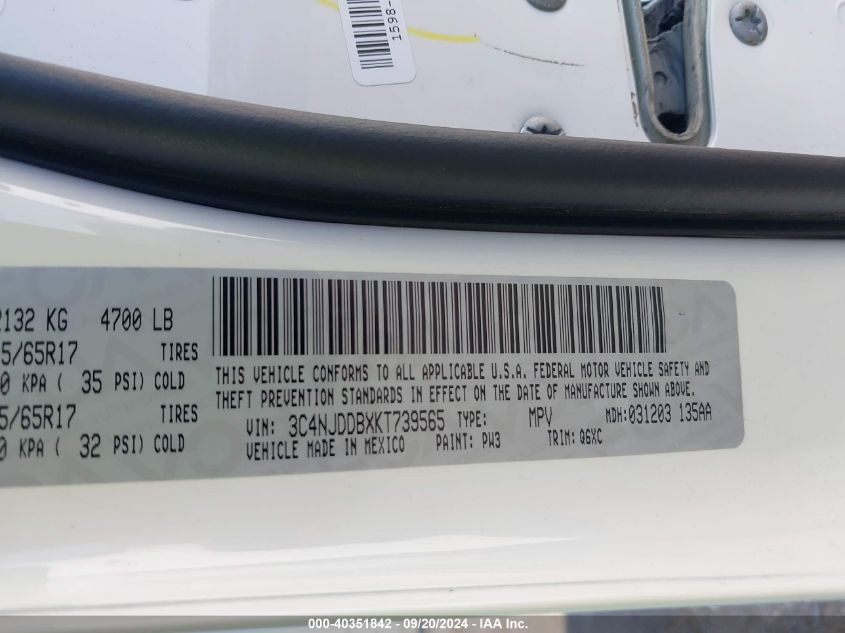 1598-
2132 KG 4700 LB
5/65R17 TIRES
0 KPA ( 35 PSI) COLD
5/65R17 TIRES
0 KPA ( 32 PSI) COLD
THIS VEHICLE CONFORMS TO ALL APPLICABLE U.S.A. FEDERAL MOTOR VEHICLE SAFETY AND
THEFT PREVENTION STANDARDS IN EFFECT ON THE DATE OF MANUFACTURE SHOWN ABOVE.
VIN: 3C4NJDDBXKT739565 TYPE: MPV MDH:031203 135AA
VEHICLE MADE IN MEXICO PAINT: PW3 TRIM: Q6XC
000-40351842 - 09/20/2024 - IAA Inc.